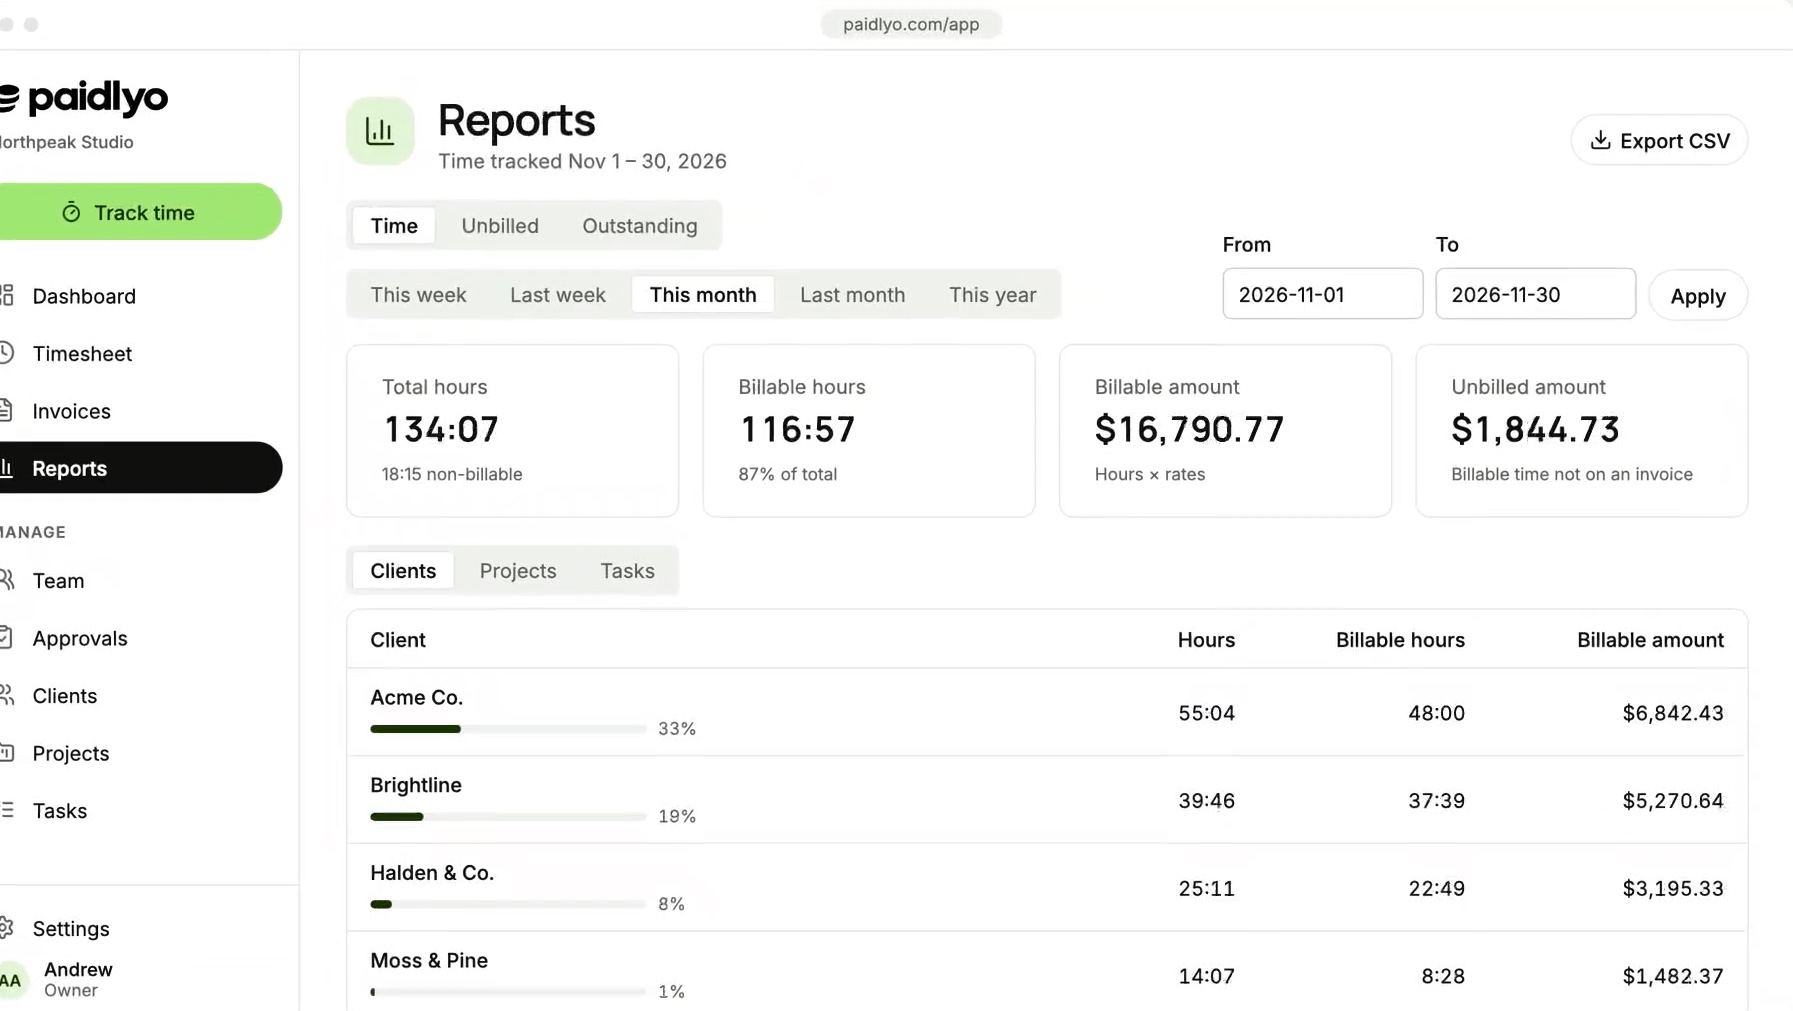 paidlyo.com/app
paidlyo
orthpeak Studio
Track time
Dashboard
Timesheet
Invoices
Reports
MANAGE
Team
Approvals
Clients
Projects
Tasks
Settings
AA
Andrew
Owner
Reports
Time tracked Nov 1 – 30, 2026
Export CSV
Time Unbilled Outstanding
From To
This week Last week This month Last month This year
2026-11-01 2026-11-30 Apply
Total hours
134:07
18:15 non-billable
Billable hours
116:57
87% of total
Billable amount
$16,790.77
Hours × rates
Unbilled amount
$1,844.73
Billable time not on an invoice
Clients Projects Tasks
Client Hours Billable hours Billable amount
Acme Co.
33%
55:04 48:00 $6,842.43
Brightline
19%
39:46 37:39 $5,270.64
Halden & Co.
8%
25:11 22:49 $3,195.33
Moss & Pine
1%
14:07 8:28 $1,482.37